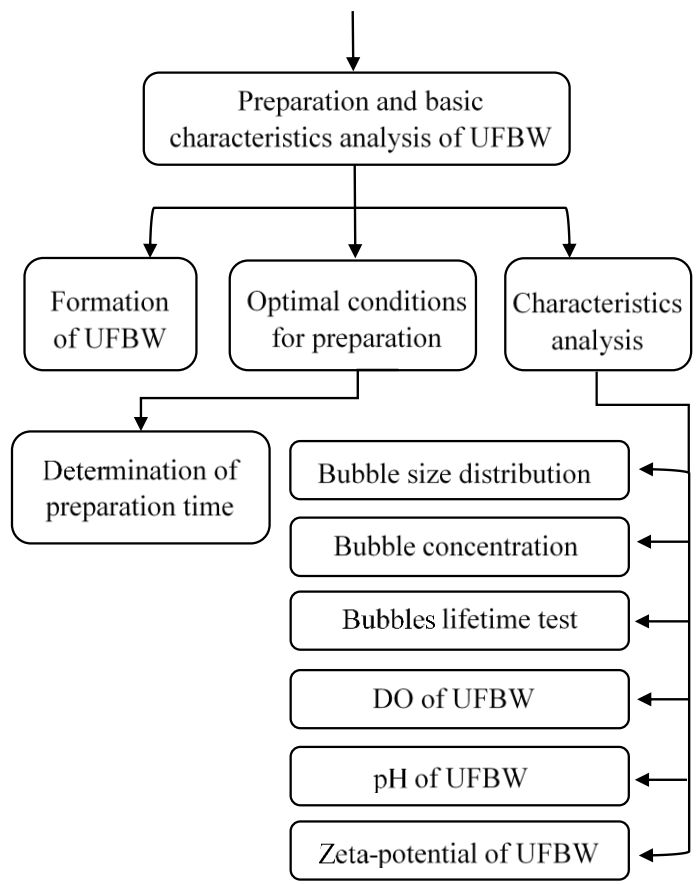 Preparation and basic
characteristics analysis of UFBW
Formation
of UFBW
Optimal conditions
for preparation
Characteristics
analysis
Determination of
preparation time
Bubble size distribution
Bubble concentration
Bubbles lifetime test
DO of UFBW
pH of UFBW
Zeta-potential of UFBW